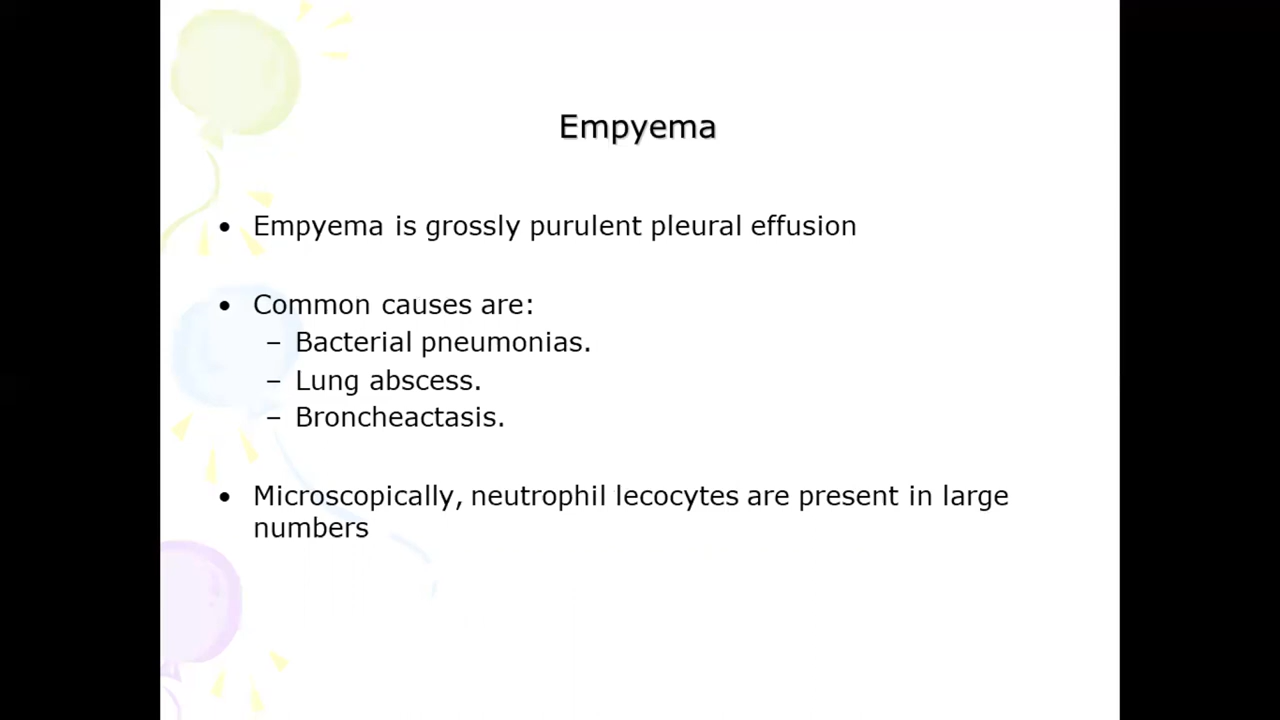 Empyema
• Empyema is grossly purulent pleural effusion
• Common causes are:
– Bacterial pneumonias.
– Lung abscess.
– Broncheactasis.
• Microscopically, neutrophil lecocytes are present in large
numbers